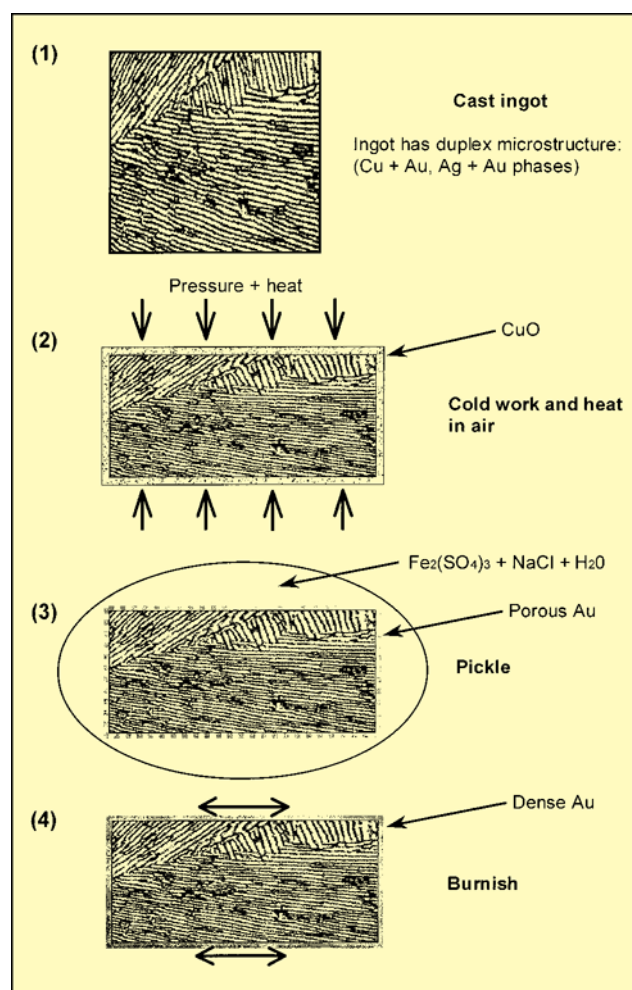 (1)
Cast ingot
Ingot has duplex microstructure:
(Cu + Au, Ag + Au phases)
Pressure + heat
(2)
CuO
Cold work and heat
in air
Fe₂(SO₄)₃ + NaCl + H₂0
(3)
Porous Au
Pickle
(4)
Dense Au
Burnish